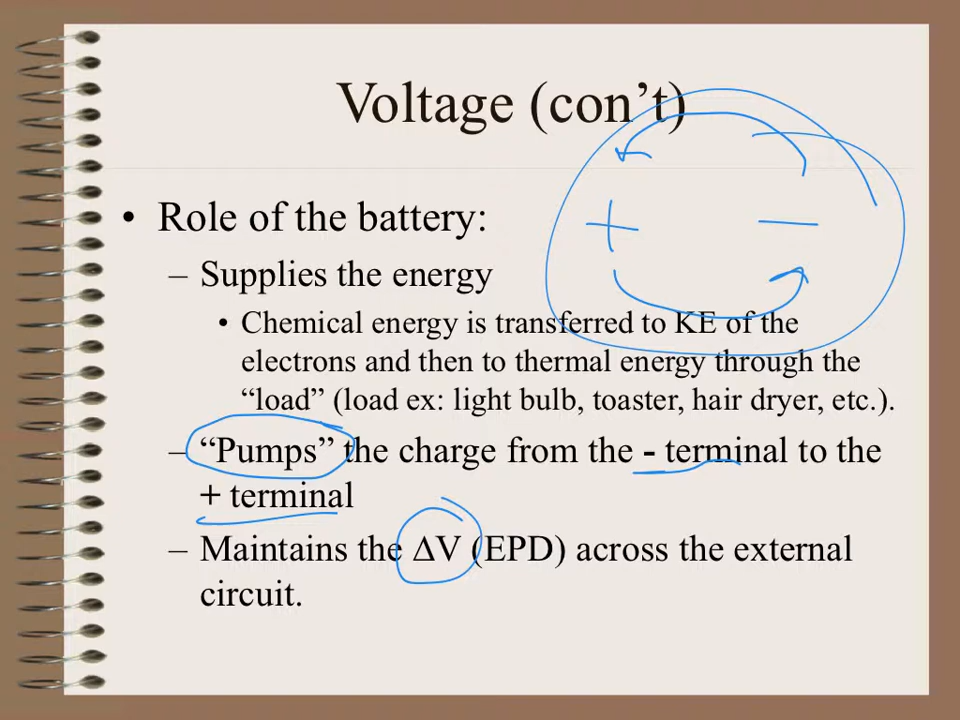 Voltage (con’t)
• Role of the battery:
+ –
– Supplies the energy
• Chemical energy is transferred to KE of the
electrons and then to thermal energy through the
“load” (load ex: light bulb, toaster, hair dryer, etc.).
– “Pumps” the charge from the - terminal to the
+ terminal
– Maintains the ΔV (EPD) across the external
circuit.